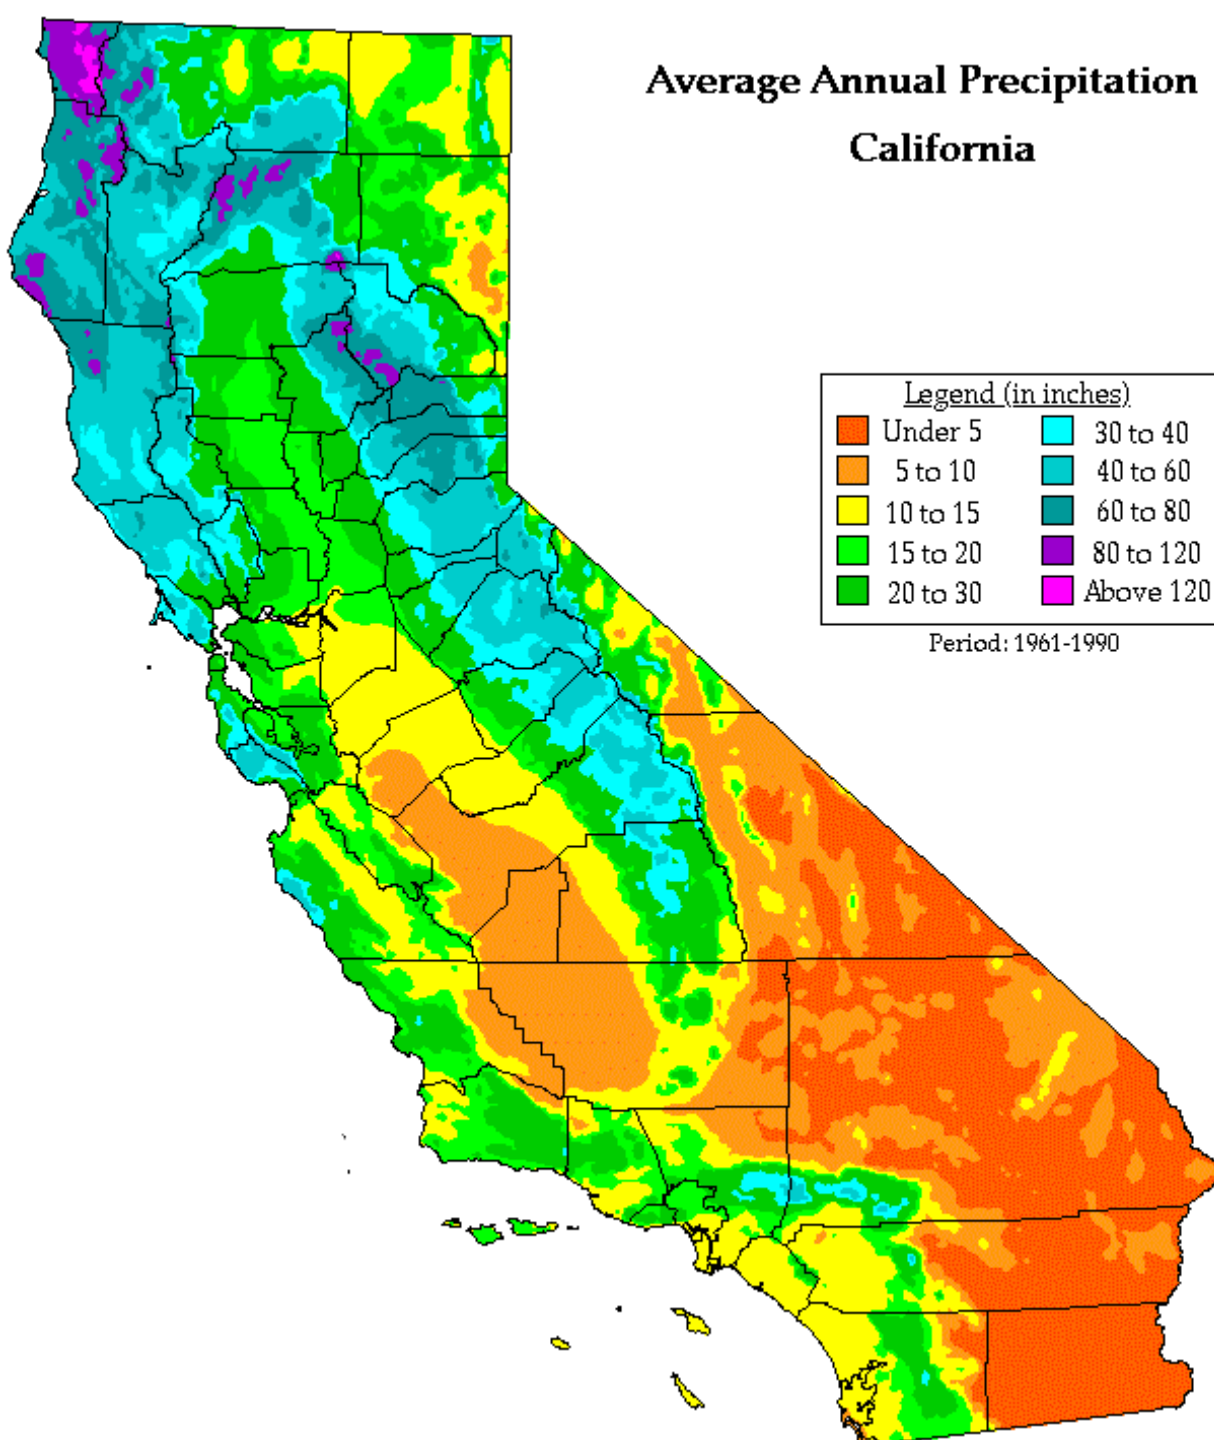 Average Annual Precipitation
California
Legend (in inches)
Under 5
5 to 10
10 to 15
15 to 20
20 to 30
30 to 40
40 to 60
60 to 80
80 to 120
Above 120
Period: 1961-1990